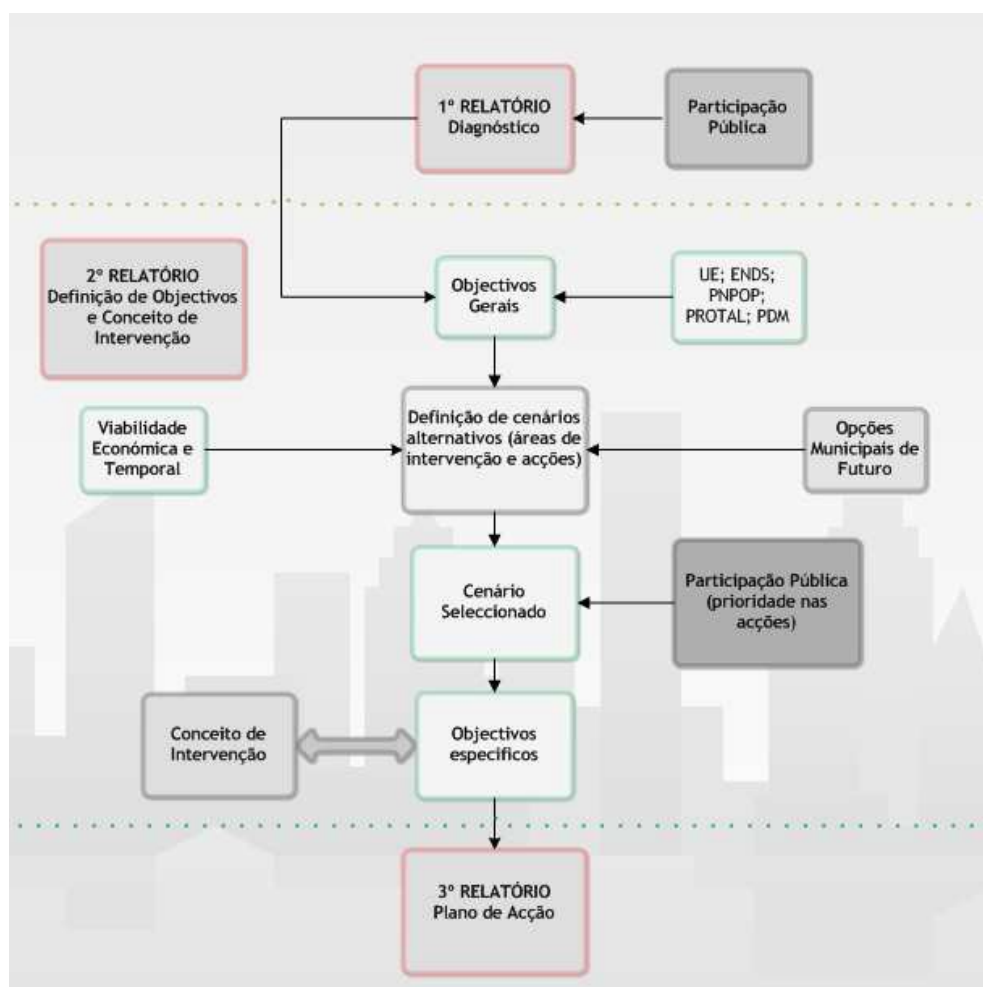 1º RELATÓRIO
Diagnóstico
Participação
Pública
2º RELATÓRIO
Definição de Objectivos
e Conceito de
Intervenção
Objectivos
Gerais
UE; ENDS;
PNPOP;
PROTAL; PDM
Viabilidade
Económica e
Temporal
Definição de cenários
alternativos (áreas de
intervenção e acções)
Opções
Municipais de
Futuro
Cenário
Seleccionado
Participação Pública
(prioridade nas
acções)
Conceito de
Intervenção
Objectivos
especificos
3º RELATÓRIO
Plano de Acção